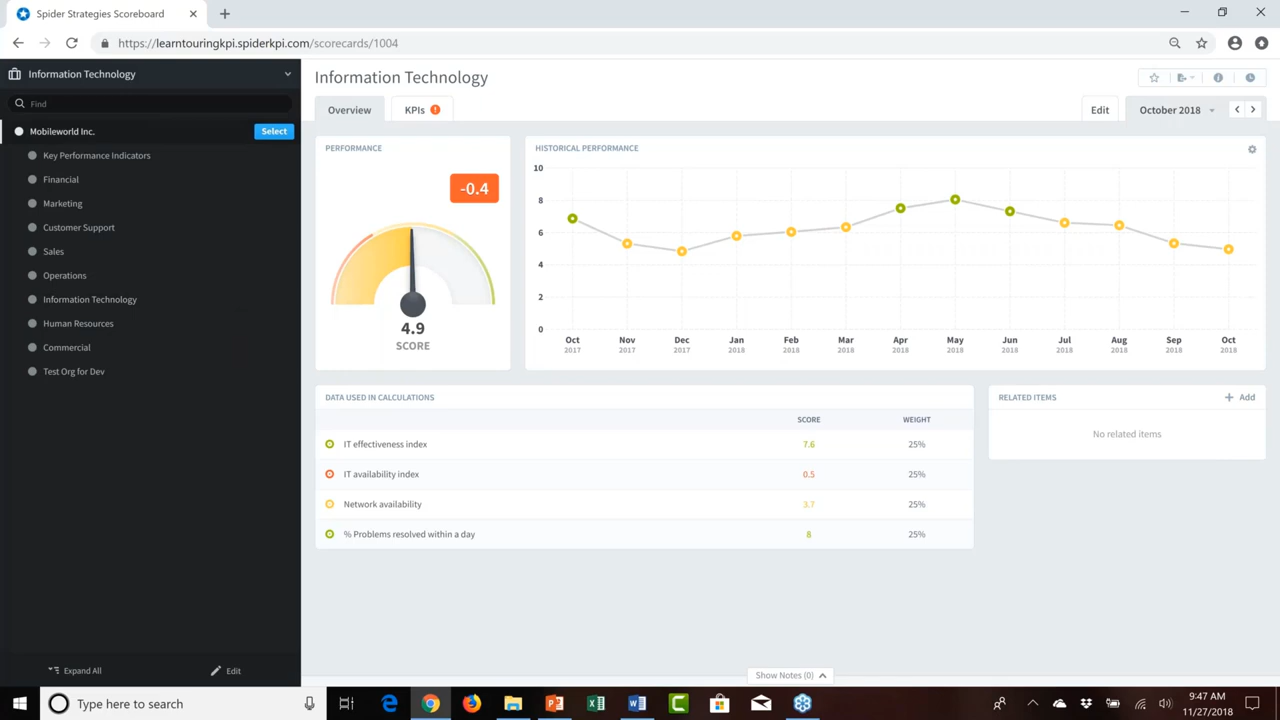 Spider Strategies Scoreboard
https://learntouringkpi.spiderkpi.com/scorecards/1004
Information Technology
Find
Mobileworld Inc. Select
Key Performance Indicators
Financial
Marketing
Customer Support
Sales
Operations
Information Technology
Human Resources
Commercial
Test Org for Dev
Expand All Edit
Information Technology
Overview KPIs Edit October 2018
PERFORMANCE
-0.4
4.9
SCORE
HISTORICAL PERFORMANCE
10
8
6
4
2
0
Oct Nov Dec Jan Feb Mar Apr May Jun Jul Aug Sep Oct
2017 2017 2017 2018 2018 2018 2018 2018 2018 2018 2018 2018 2018
DATA USED IN CALCULATIONS
SCORE WEIGHT
IT effectiveness index 7.6 25%
IT availability index 0.5 25%
Network availability 3.7 25%
% Problems resolved within a day 8 25%
RELATED ITEMS + Add
No related items
Show Notes (0)
Type here to search
9:47 AM
11/27/2018